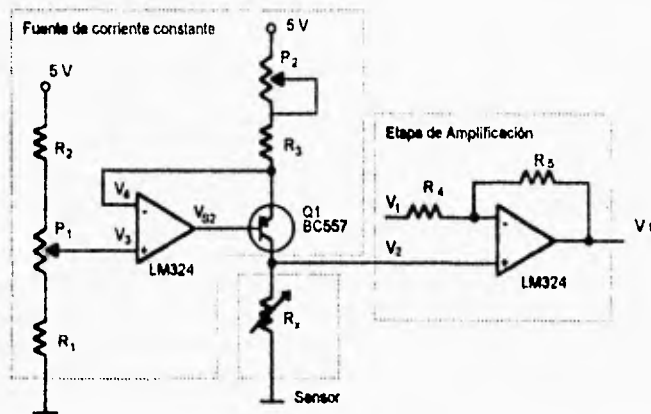 Fuente de corriente constante
5 V
5 V
P2
R2
R3
Etapa de Amplificación
R5
R4
V4
VS2
Q1
BC557
V1
P1
V3
-
+
LM324
V2
-
+
LM324
R1
Rx
Sensor